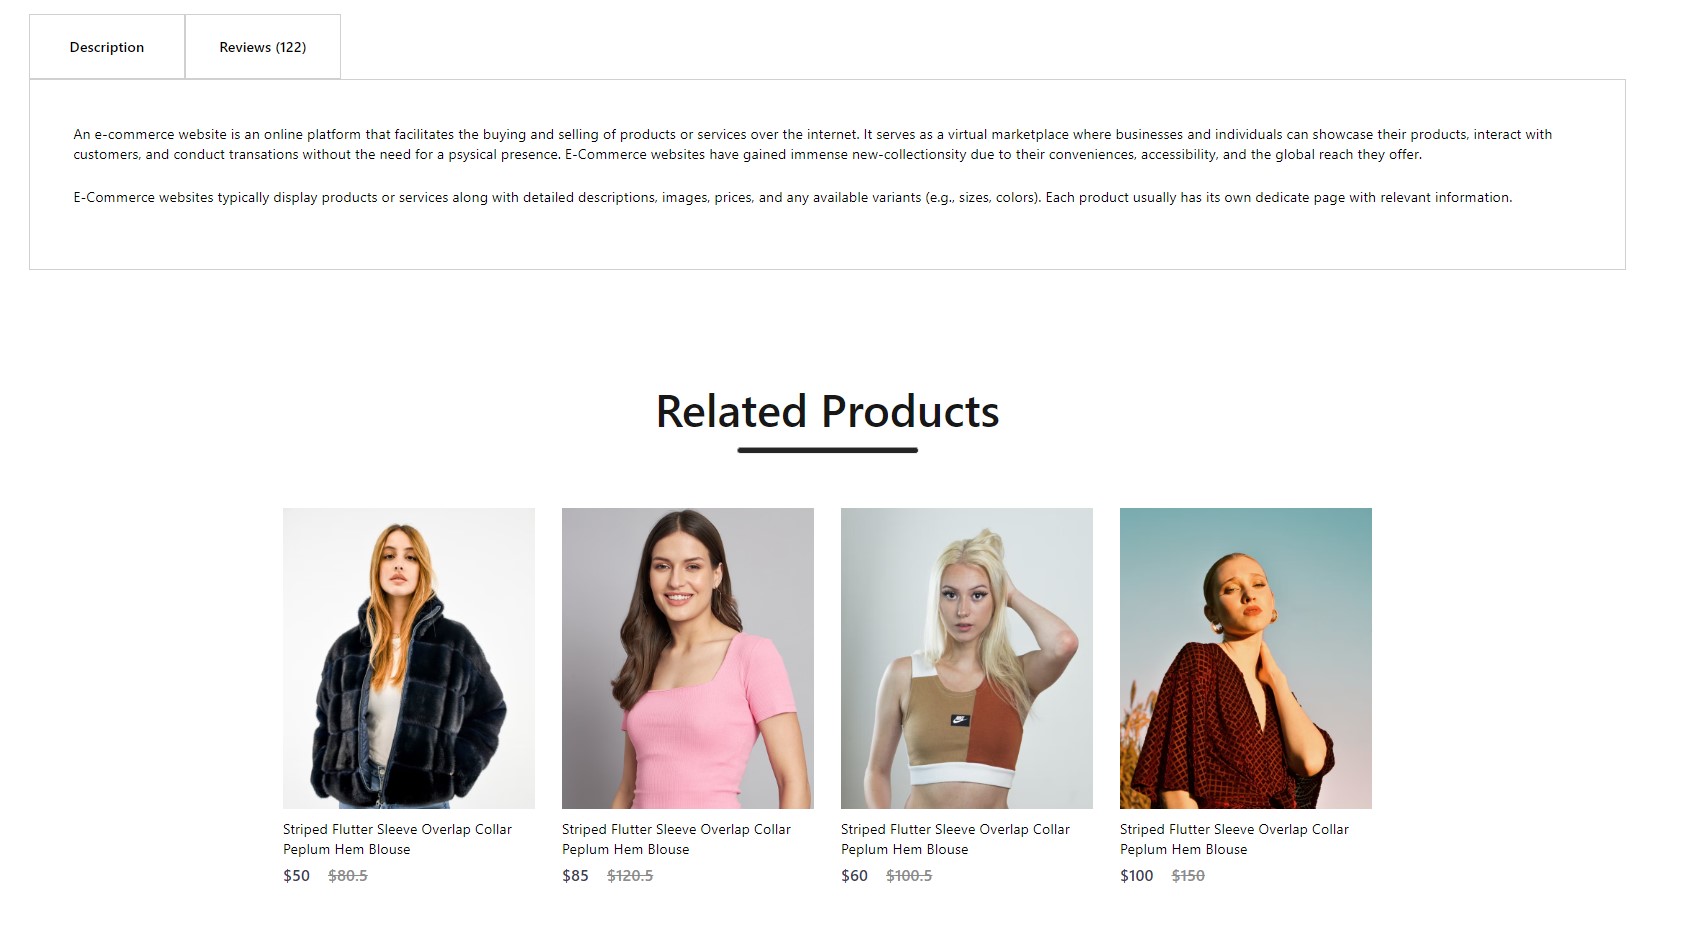 Description
Reviews (122)
An e-commerce website is an online platform that facilitates the buying and selling of products or services over the internet. It serves as a virtual marketplace where businesses and individuals can showcase their products, interact with
customers, and conduct transations without the need for a psysical presence. E-Commerce websites have gained immense new-collectionsity due to their conveniences, accessibility, and the global reach they offer.
E-Commerce websites typically display products or services along with detailed descriptions, images, prices, and any available variants (e.g., sizes, colors). Each product usually has its own dedicate page with relevant information.
Related Products
Striped Flutter Sleeve Overlap Collar
Peplum Hem Blouse
$50 $80.5
Striped Flutter Sleeve Overlap Collar
Peplum Hem Blouse
$85 $120.5
Striped Flutter Sleeve Overlap Collar
Peplum Hem Blouse
$60 $100.5
Striped Flutter Sleeve Overlap Collar
Peplum Hem Blouse
$100 $150